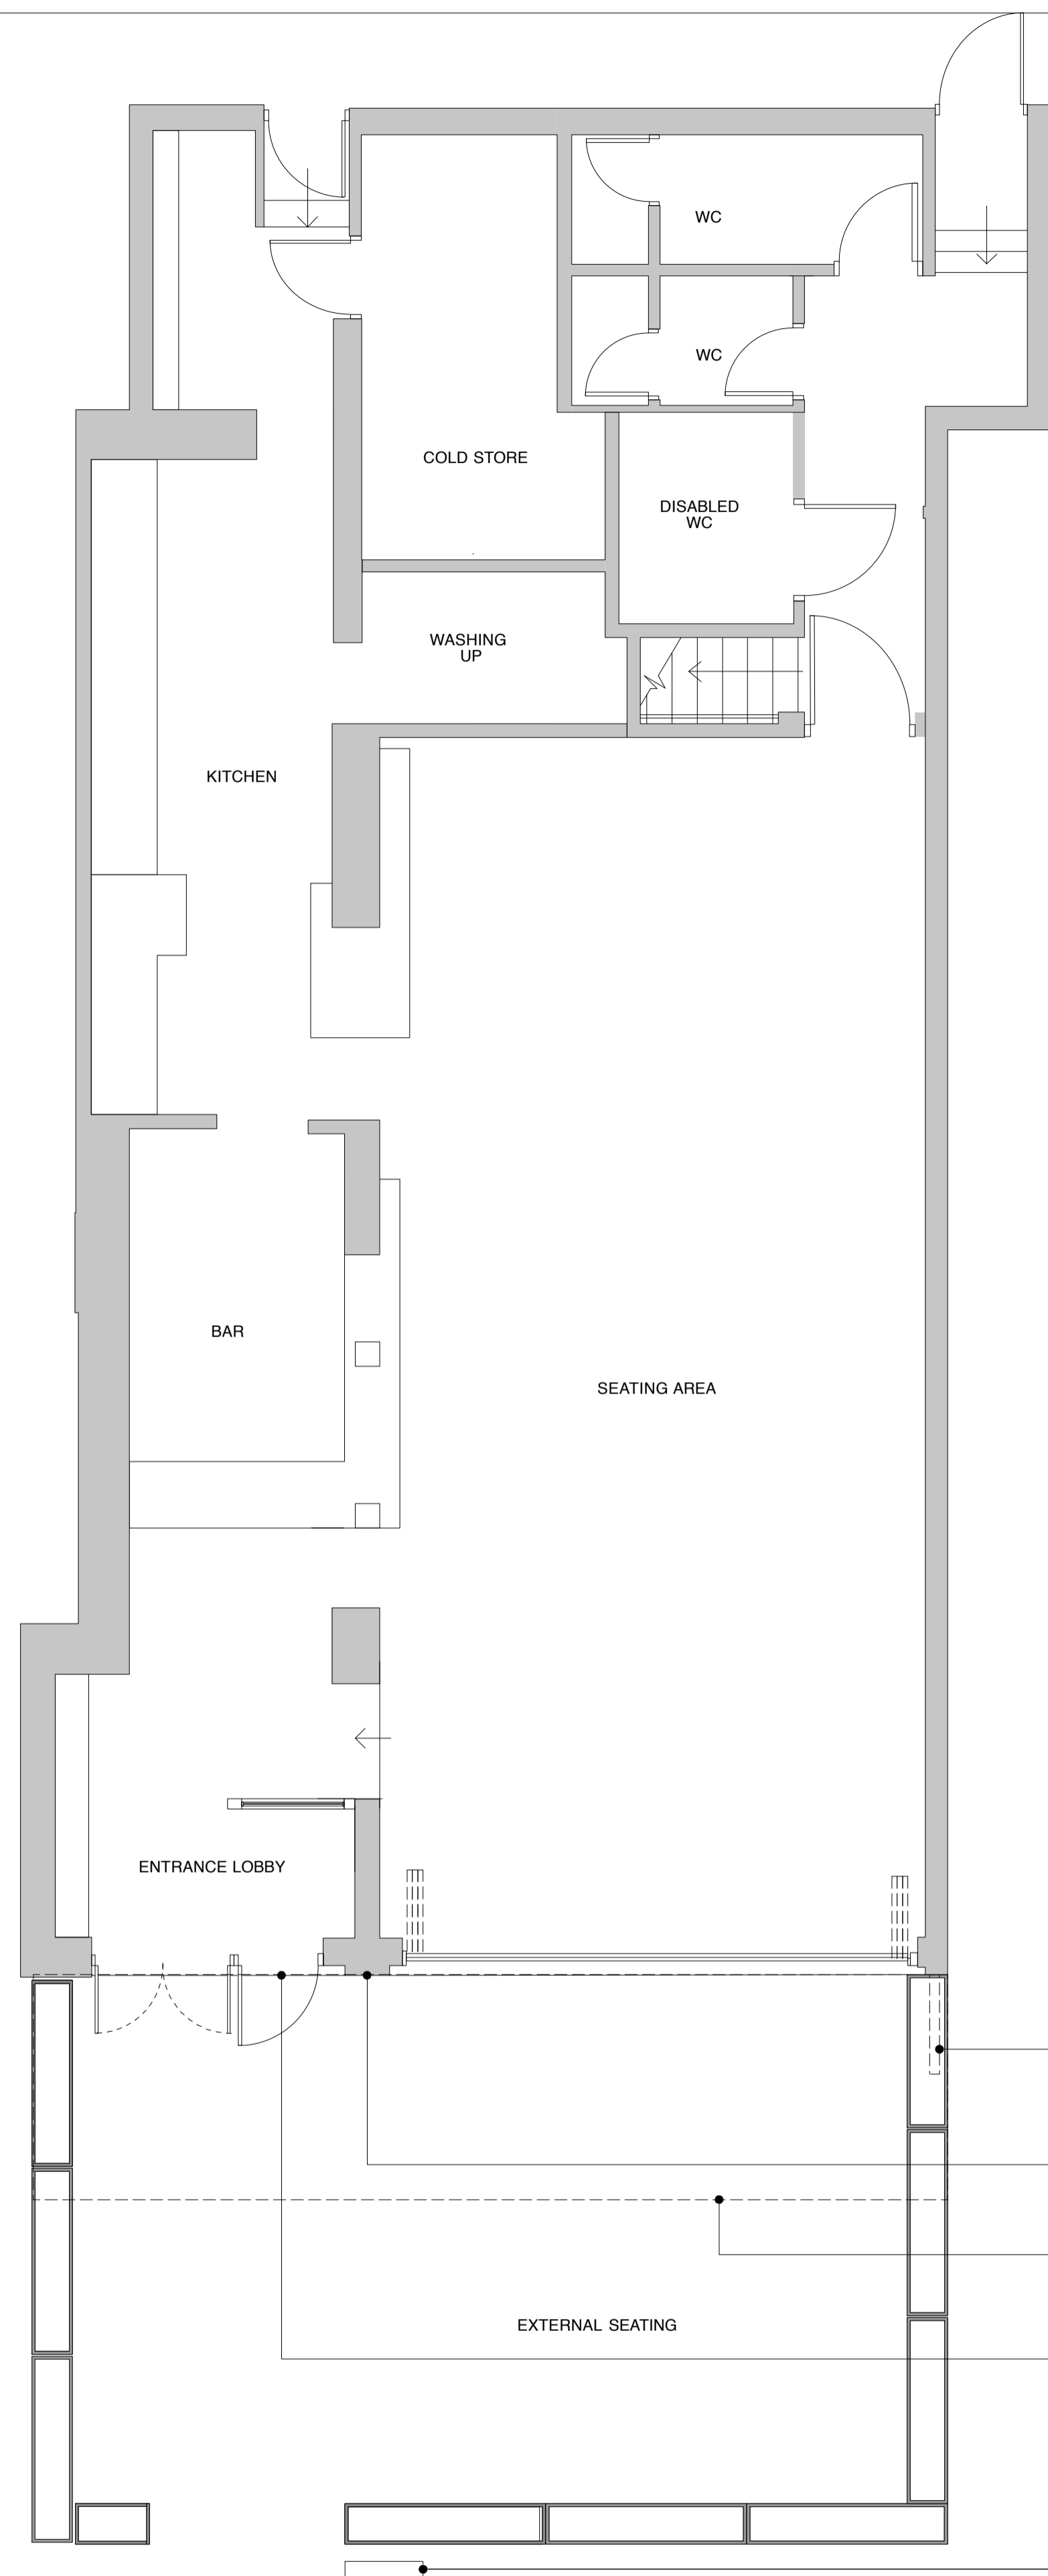 WC
WC
COLD STORE
DISABLED
WC
WASHING
UP
KITCHEN
BAR
SEATING AREA
ENTRANCE LOBBY
EXTERNAL SEATING